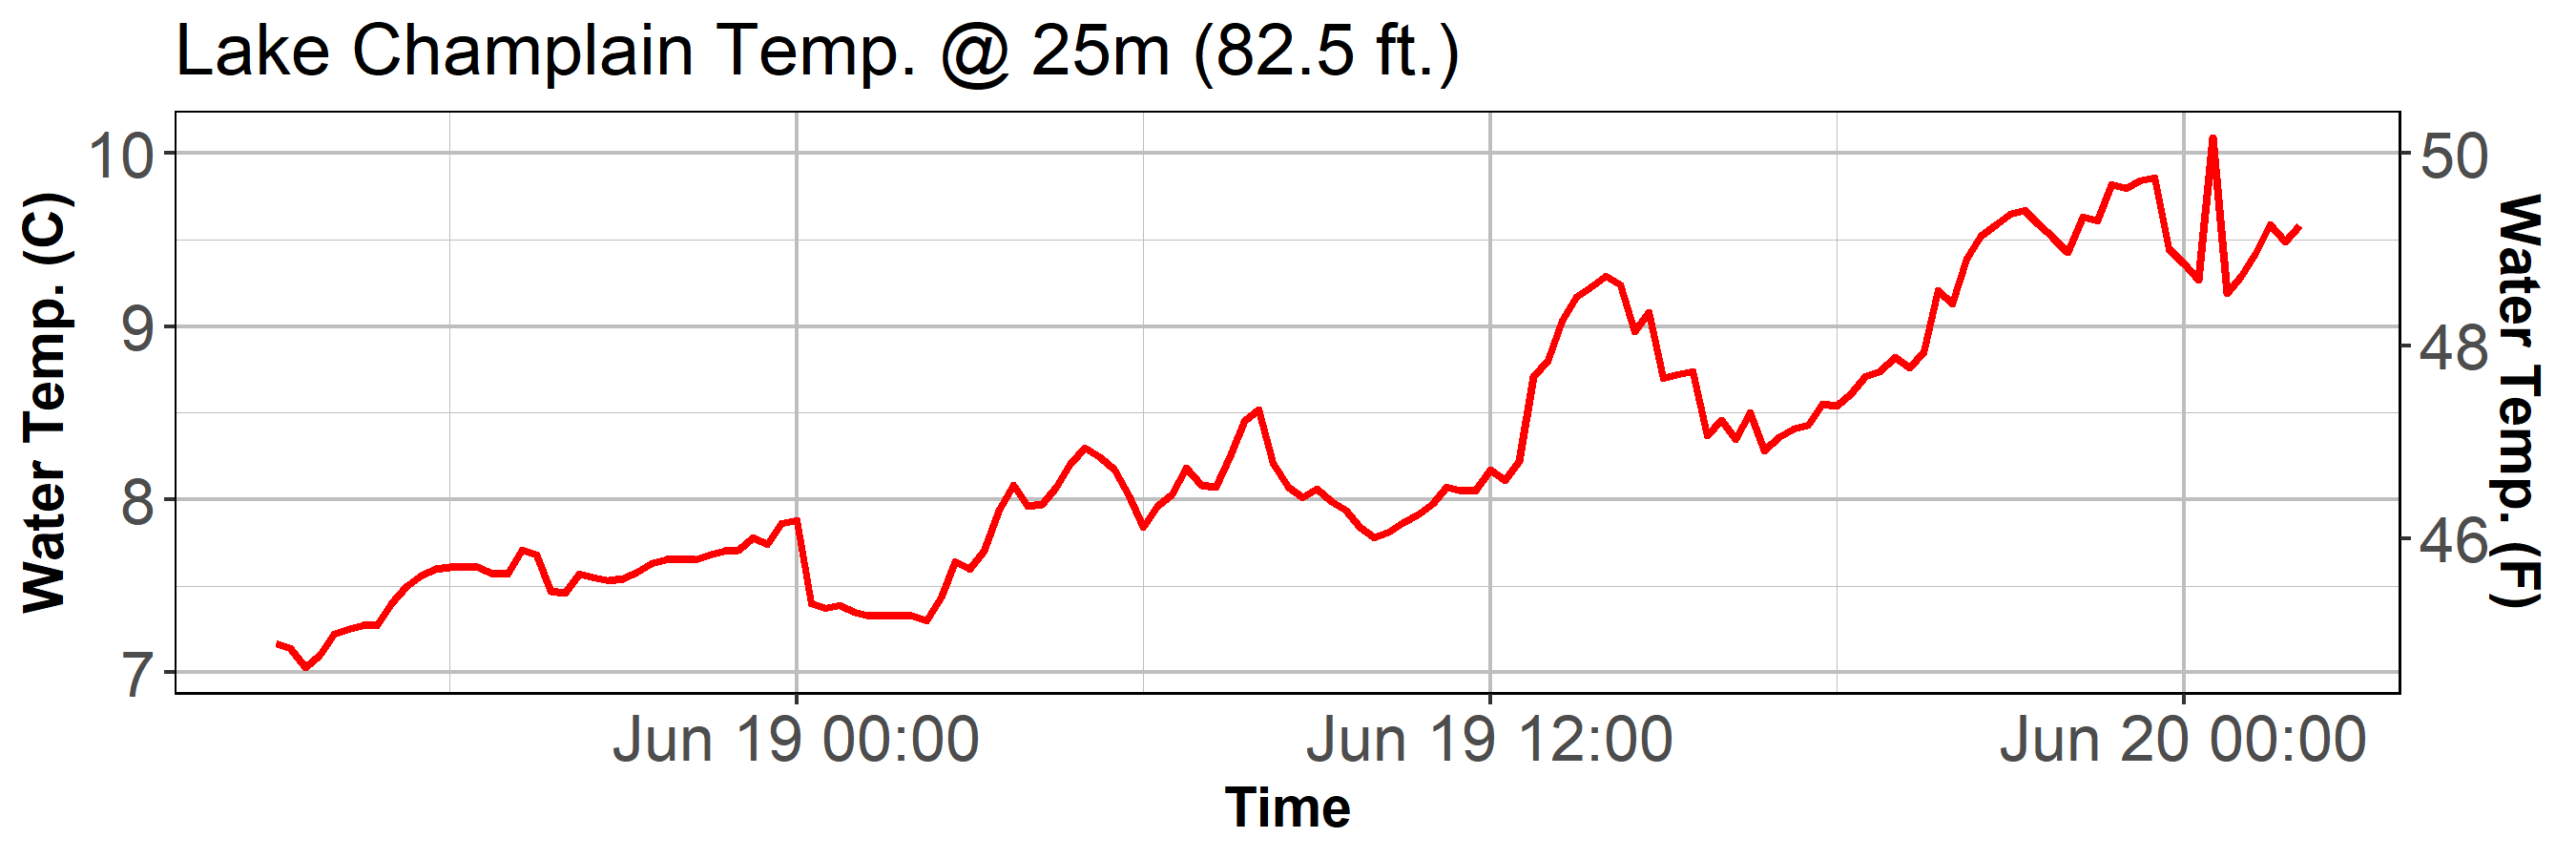 Lake Champlain Temp. @ 25m (82.5 ft.)
Water Temp. (C)
10
9
8
7
50
48
46
Water Temp. (F)
Jun 19 00:00
Jun 19 12:00
Jun 20 00:00
Time